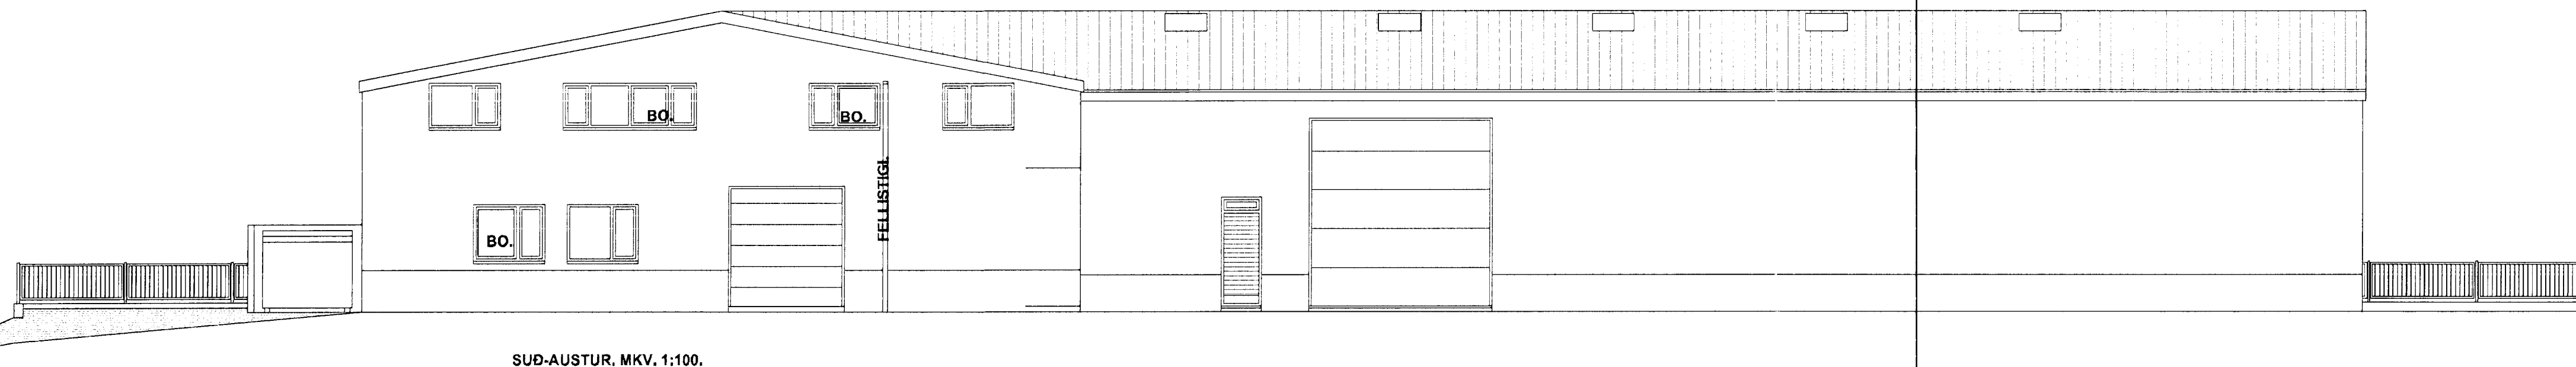 BO.
BO.
FELLISTIGI.
BO.
SUÐ-AUSTUR, MKV. 1:100.